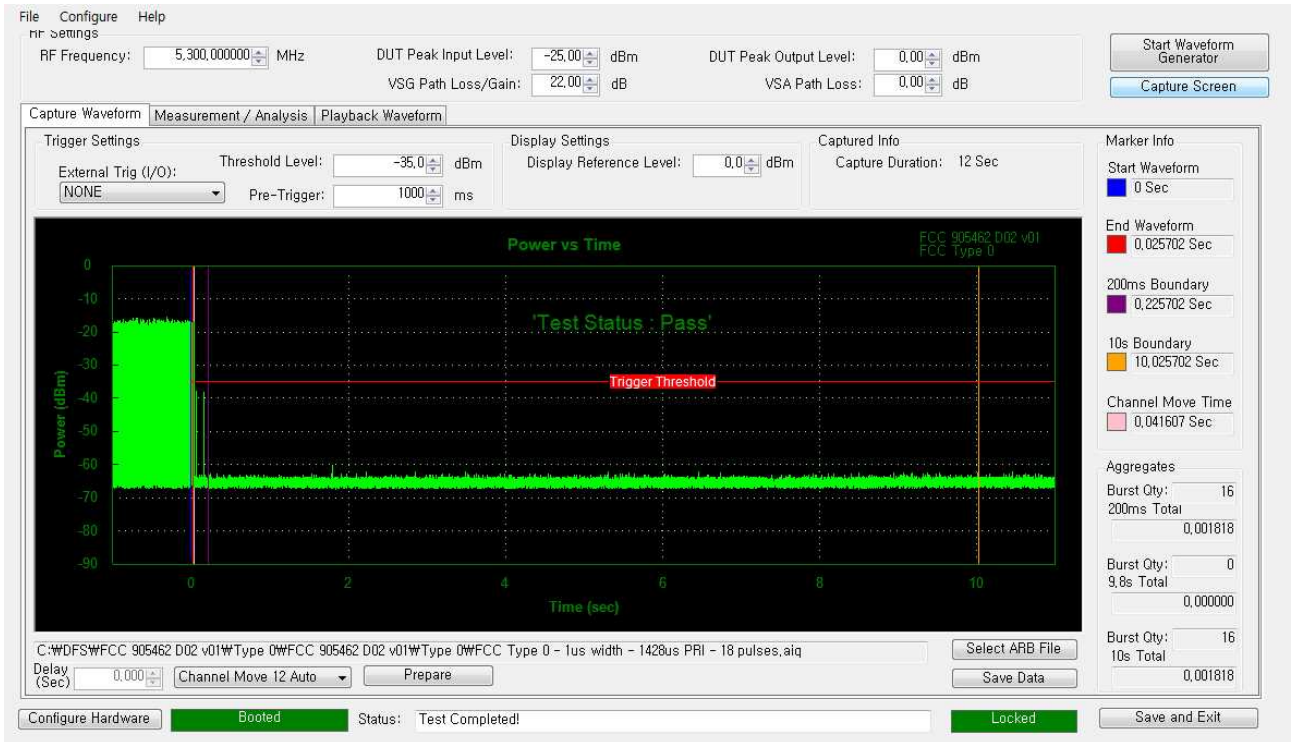 File Configure Help
RF Settings
RF Frequency: 5,300,000000 MHz DUT Peak Input Level: -25,00 dBm DUT Peak Output Level: 0,00 dBm
VSG Path Loss/Gain: 22,00 dB VSA Path Loss: 0,00 dB
Start Waveform
Generator
Capture Screen
Capture Waveform Measurement / Analysis Playback Waveform
Trigger Settings
External Trig (I/O):
NONE
Threshold Level: -35,0 dBm
Pre-Trigger: 1000 ms
Display Settings
Display Reference Level: 0,0 dBm
Captured Info
Capture Duration: 12 Sec
Power vs Time
FCC 905462 D02 v01
FCC Type 0
'Test Status : Pass'
Trigger Threshold
Power (dBm)
0
-10
-20
-30
-40
-50
-60
-70
-80
-90
0 2 4 6 8 10
Time (sec)
Marker Info
Start Waveform
0 Sec
End Waveform
0,025702 Sec
200ms Boundary
0,225702 Sec
10s Boundary
10,025702 Sec
Channel Move Time
0,041607 Sec
Aggregates
Burst Qty: 16
200ms Total
0,001818
Burst Qty: 0
9,8s Total
0,000000
Burst Qty: 16
10s Total
0,001818
C:₩DFS₩FCC 905462 D02 v01₩Type 0₩FCC 905462 D02 v01₩Type 0₩FCC Type 0 - 1us width - 1428us PRI - 18 pulses,aiq
Select ARB File
Delay
(Sec) 0,000 Channel Move 12 Auto Prepare Save Data
Configure Hardware Booted Status: Test Completed! Locked Save and Exit